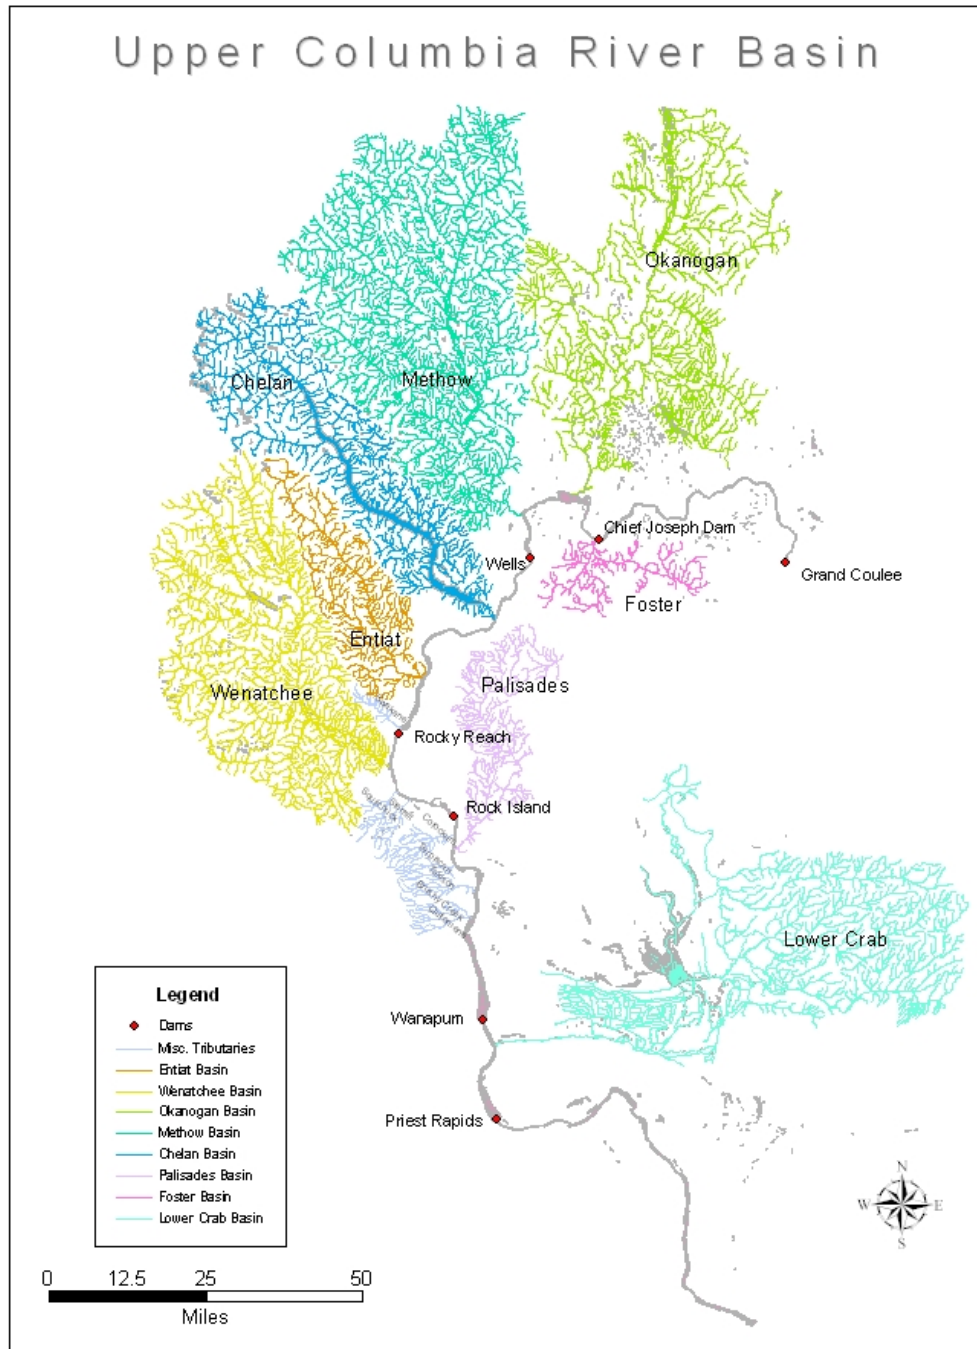 Upper Columbia River Basin
Okanogan
Chelan
Methow
Chief Joseph Dam
Wells
Grand Coulee
Foster
Entiat
Palisades
Wenatchee
Rocky Reach
Rock Island
Lower Crab
Wanapum
Priest Rapids
Legend
Dams
Misc. Tributaries
Entiat Basin
Wenatchee Basin
Okanogan Basin
Methow Basin
Chelan Basin
Palisades Basin
Foster Basin
Lower Crab Basin
N
W E
S
0 12.5 25 50
Miles